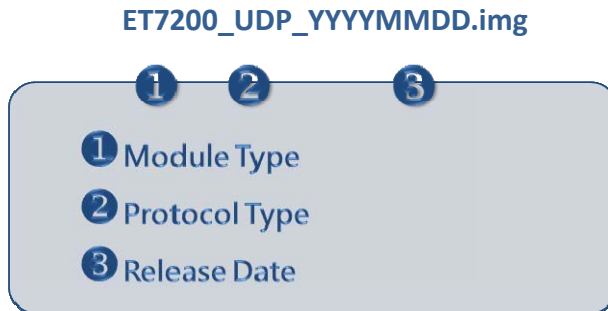 ET7200_UDP_YYYYMMDD.img
1 2 3
1 Module Type
2 Protocol Type
3 Release Date